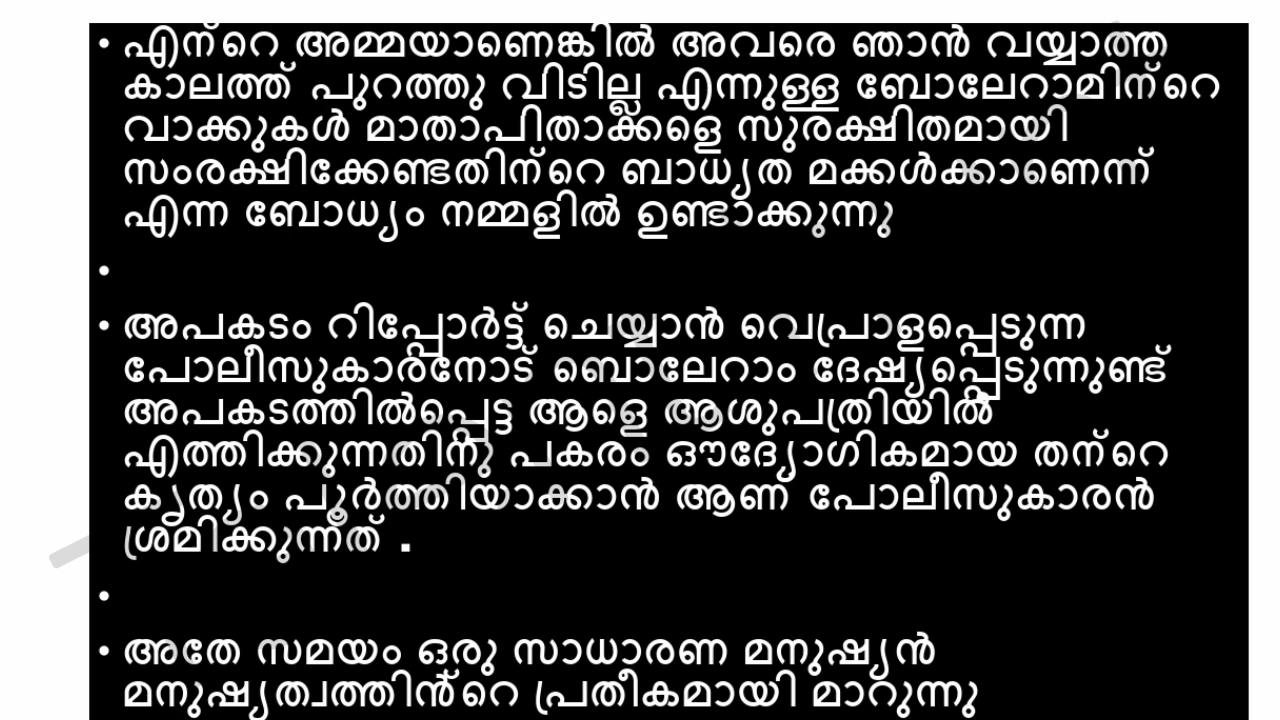 • എന്റെ അമ്മയാണെങ്കിൽ അവരെ ഞാൻ വയ്യാത്ത
കാലത്ത് പുറത്തു വിടില്ല എന്നുള്ള ബോലേറാമിന്റെ
വാക്കുകൾ മാതാപിതാക്കളെ സുരക്ഷിതമായി
സംരക്ഷിക്കേണ്ടതിന്റെ ബാധ്യത മക്കൾക്കാണെന്ന്
എന്ന ബോധ്യം നമ്മളിൽ ഉണ്ടാക്കുന്നു
•
• അപകടം റിപ്പോർട്ട് ചെയ്യാൻ വെപ്രാളപ്പെടുന്ന
പോലീസുകാരനോട് ബൊലേറാം ദേഷ്യപ്പെടുന്നുണ്ട്
അപകടത്തിൽപ്പെട്ട ആളെ ആശുപത്രിയിൽ
എത്തിക്കുന്നതിനു പകരം ഔദ്യോഗികമായ തന്റെ
കൃത്യം പൂർത്തിയാക്കാൻ ആണ് പോലീസുകാരൻ
ശ്രമിക്കുന്നത് .
•
• അതേ സമയം ഒരു സാധാരണ മനുഷ്യൻ
മനുഷ്യത്വത്തിൻ്റെ പ്രതീകമായി മാറുന്നു